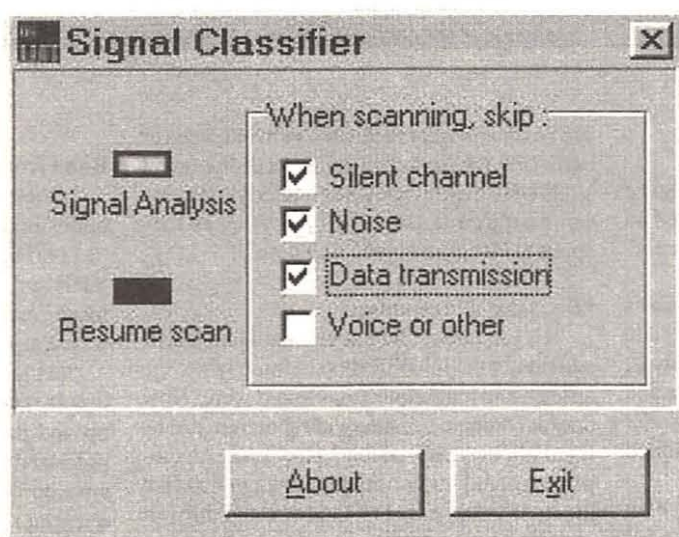 Signal Classifier
When scanning, skip :
Silent channel
Signal Analysis
Noise
Data transmission
Resume scan
Voice or other
About
Exit